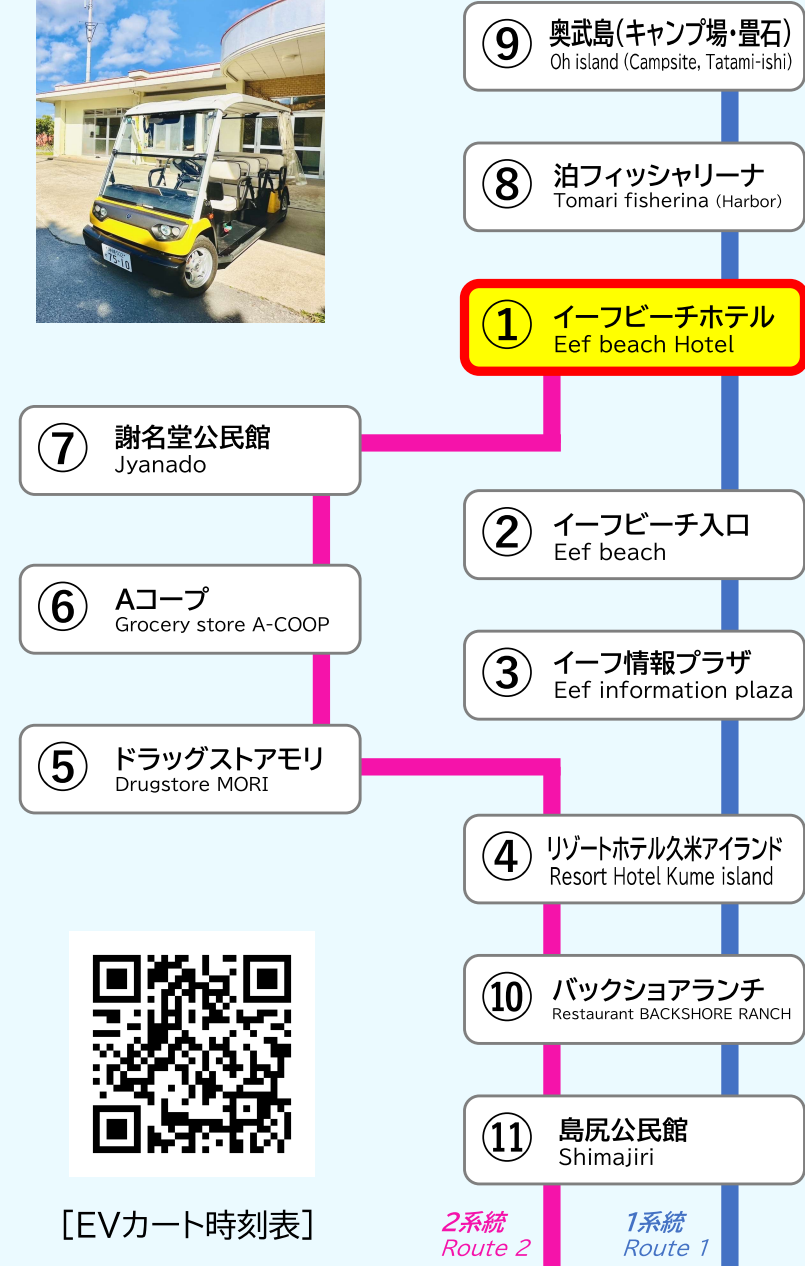 ⑨ 奥武島(キャンプ場・畳石)
Oh island (Campsite, Tatami-ishi)
⑧ 泊フィッシャリーナ
Tomari fisherina (Harbor)
① イーフビーチホテル
Eef beach Hotel
⑦ 謝名堂公民館
Jyanado
② イーフビーチ入口
Eef beach
⑥ Aコープ
Grocery store A-COOP
③ イーフ情報プラザ
Eef information plaza
⑤ ドラッグストアモリ
Drugstore MORI
④ リゾートホテル久米アイランド
Resort Hotel Kume island
⑩ バックショアランチ
Restaurant BACKSHORE RANCH
⑪ 島尻公民館
Shimajiri
[EVカート時刻表]
2系統
Route 2
1系統
Route 1
75-10